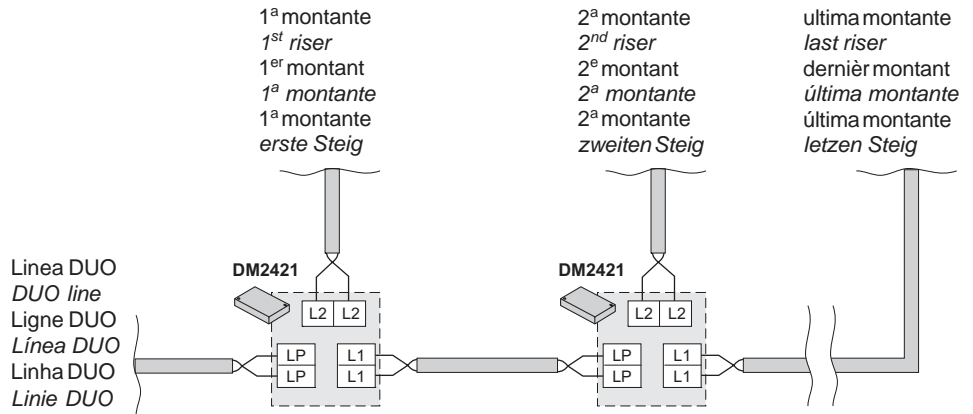 1ª montante
1st riser
1er montant
1ª montante
1ª montante
erste Steig
2ª montante
2nd riser
2e montant
2ª montante
2ª montante
zweiten Steig
ultima montante
last riser
dernièr montant
última montante
última montante
letzen Steig
Linea DUO
DUO line
Ligne DUO
Línea DUO
Linha DUO
Linie DUO
DM2421
L2 L2
LP L1
LP L1
DM2421
L2 L2
LP L1
LP L1